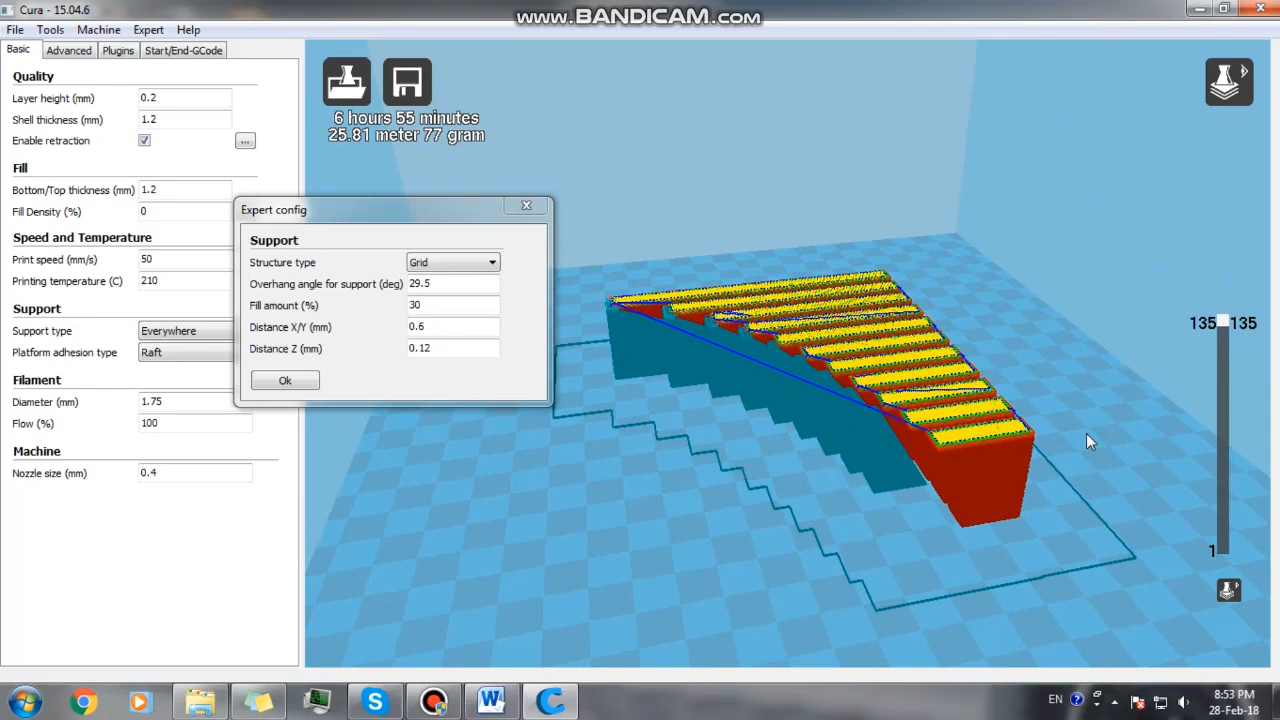 Cura - 15.04.6
www.BANDICAM.com
File Tools Machine Expert Help
Basic Advanced Plugins Start/End-GCode
Quality
Layer height (mm) 0.2
Shell thickness (mm) 1.2
Enable retraction ...
Fill
Bottom/Top thickness (mm) 1.2
Fill Density (%) 0
Speed and Temperature
Print speed (mm/s) 50
Printing temperature (C) 210
Support
Support type Everywhere
Platform adhesion type Raft
Filament
Diameter (mm) 1.75
Flow (%) 100
Machine
Nozzle size (mm) 0.4
6 hours 55 minutes
25.81 meter 77 gram
Expert config
Support
Structure type Grid
Overhang angle for support (deg) 29.5
Fill amount (%) 30
Distance X/Y (mm) 0.6
Distance Z (mm) 0.12
Ok
135 135
1
EN 8:53 PM
28-Feb-18